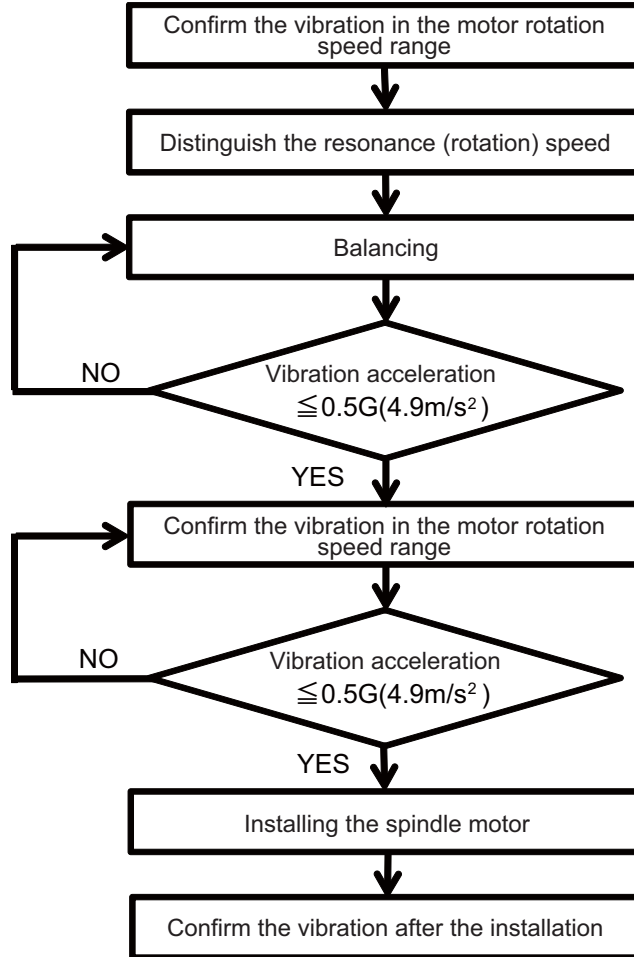 Confirm the vibration in the motor rotation
speed range
Distinguish the resonance (rotation) speed
Balancing
Vibration acceleration
≦0.5G(4.9m/s²)
NO
YES
Confirm the vibration in the motor rotation
speed range
Vibration acceleration
≦0.5G(4.9m/s²)
NO
YES
Installing the spindle motor
Confirm the vibration after the installation